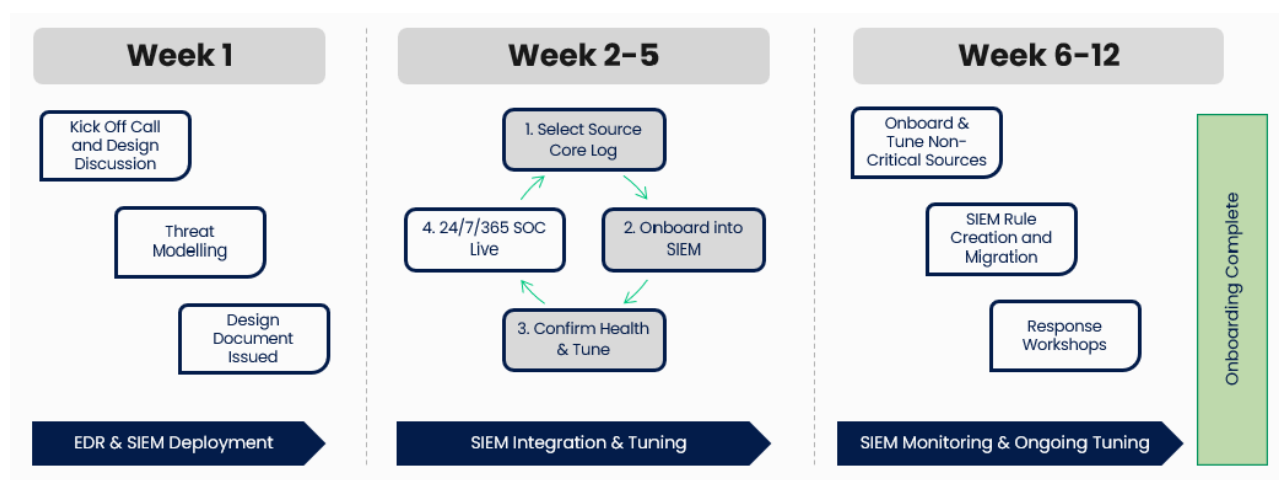 Week 1
Kick Off Call
and Design
Discussion
Threat
Modelling
Design
Document
Issued
EDR & SIEM Deployment
Week 2-5
1. Select Source
Core Log
2. Onboard into
SIEM
3. Confirm Health
& Tune
4. 24/7/365 SOC
Live
SIEM Integration & Tuning
Week 6-12
Onboard &
Tune Non-
Critical Sources
SIEM Rule
Creation and
Migration
Response
Workshops
SIEM Monitoring & Ongoing Tuning
Onboarding Complete